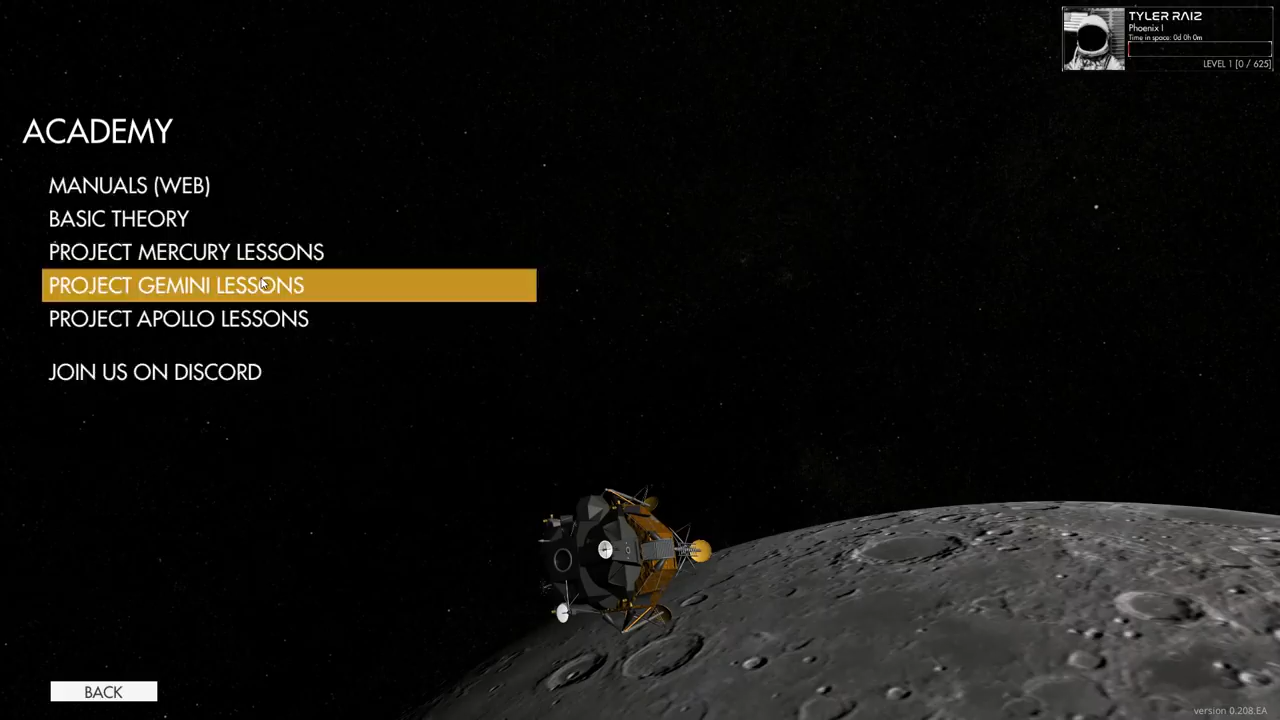 TYLER RAIZ
Phoenix I
Time in space: 0d 0h 0m
LEVEL 1 [0 / 625]
ACADEMY
MANUALS (WEB)
BASIC THEORY
PROJECT MERCURY LESSONS
PROJECT GEMINI LESSONS
PROJECT APOLLO LESSONS
JOIN US ON DISCORD
BACK
version 0.208.EA